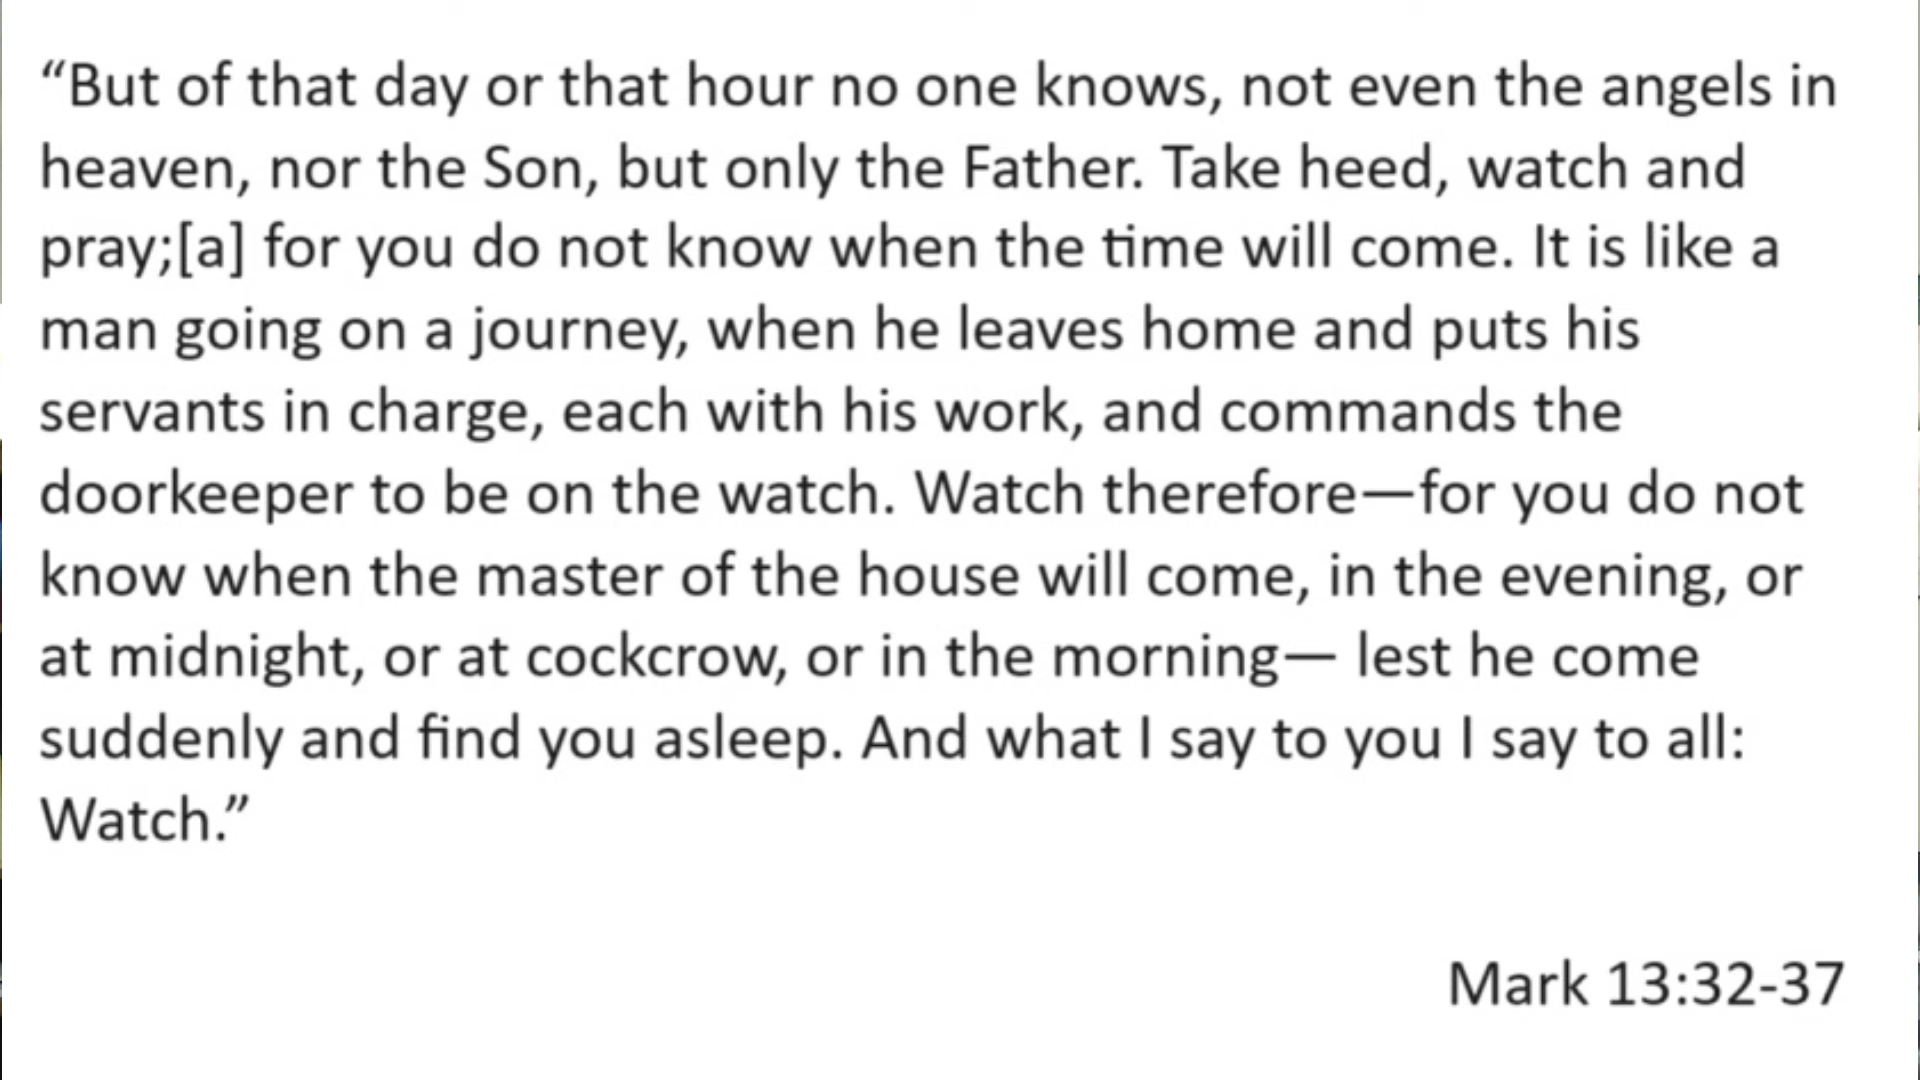 “But of that day or that hour no one knows, not even the angels in
heaven, nor the Son, but only the Father. Take heed, watch and
pray;[a] for you do not know when the time will come. It is like a
man going on a journey, when he leaves home and puts his
servants in charge, each with his work, and commands the
doorkeeper to be on the watch. Watch therefore—for you do not
know when the master of the house will come, in the evening, or
at midnight, or at cockcrow, or in the morning— lest he come
suddenly and find you asleep. And what I say to you I say to all:
Watch.”
Mark 13:32-37